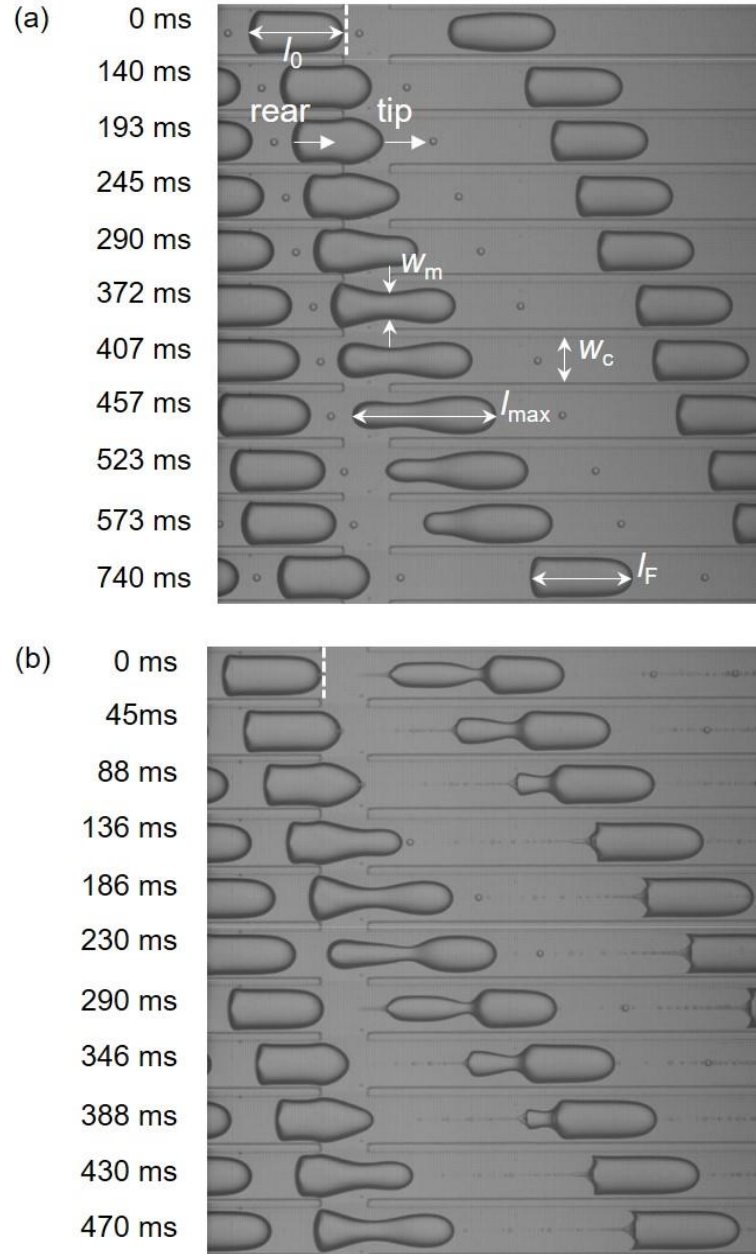 (a)
0 ms
l0
140 ms
rear tip
193 ms
245 ms
290 ms
wm
372 ms
407 ms
wc
457 ms
lmax
523 ms
573 ms
740 ms
lF
(b)
0 ms
45ms
88 ms
136 ms
186 ms
230 ms
290 ms
346 ms
388 ms
430 ms
470 ms